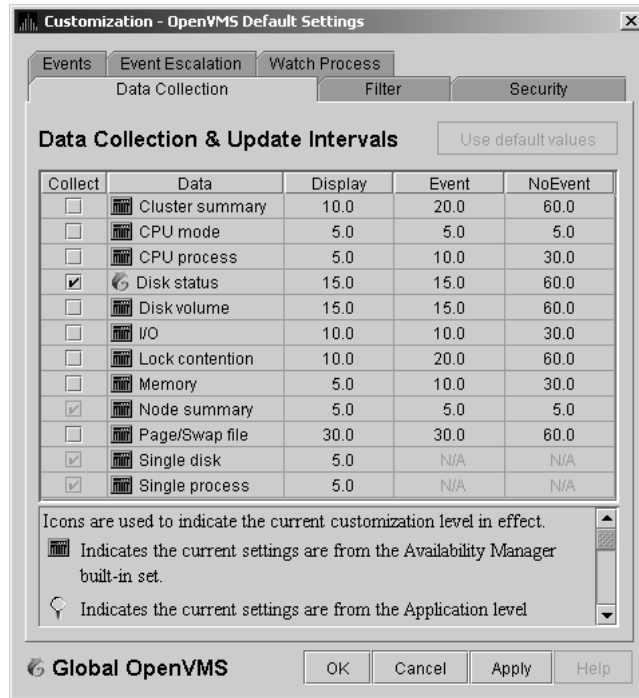 Customization - OpenVMS Default Settings
Events Event Escalation Watch Process
Data Collection Filter Security
Data Collection & Update Intervals Use default values
Collect Data Display Event NoEvent
Cluster summary 10.0 20.0 60.0
CPU mode 5.0 5.0 5.0
CPU process 5.0 10.0 30.0
Disk status 15.0 15.0 60.0
Disk volume 15.0 15.0 60.0
I/O 10.0 10.0 30.0
Lock contention 10.0 20.0 60.0
Memory 5.0 10.0 30.0
Node summary 5.0 5.0 5.0
Page/Swap file 30.0 30.0 60.0
Single disk 5.0 N/A N/A
Single process 5.0 N/A N/A
Icons are used to indicate the current customization level in effect.
Indicates the current settings are from the Availability Manager
built-in set.
Indicates the current settings are from the Application level
Global OpenVMS OK Cancel Apply Help